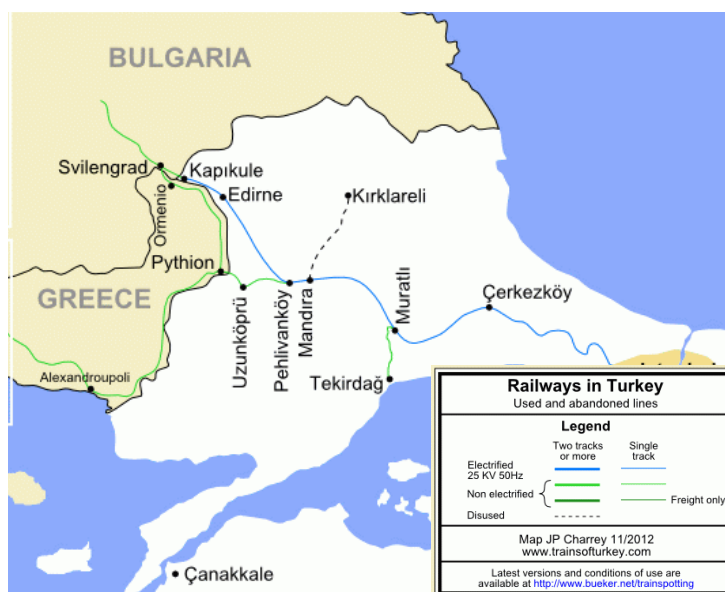 BULGARIA
Svilengrad
Kapıkule
Ormenio
Edirne
Kırklareli
Pythion
GREECE
Uzunköprü
Pehlivanköy
Mandıra
Muratlı
Çerkezköy
Alexandroupoli
Tekirdağ
Çanakkale
Railways in Turkey
Used and abandoned lines
Legend
Two tracks
or more
Single
track
Electrified
25 KV 50Hz
Non electrified
Freight only
Disused
Map JP Charrey 11/2012
www.trainsofturkey.com
Latest versions and conditions of use are
available at http://www.bueker.net/trainspotting